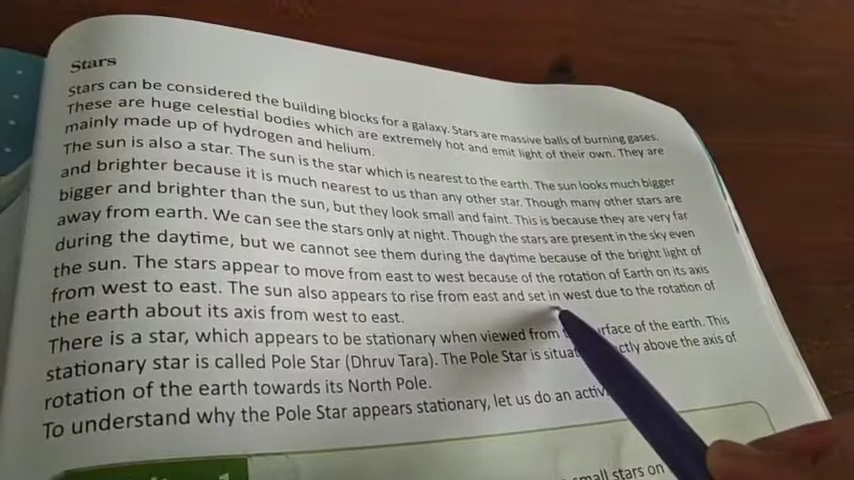 Stars
Stars can be considered the building blocks for a galaxy. Stars are massive balls of burning gases.
These are huge celestial bodies which are extremely hot and emit light of their own. They are
mainly made up of hydrogen and helium.
The sun is also a star. The sun is the star which is nearest to the earth. The sun looks much bigger
and brighter because it is much nearest to us than any other star. Though many other stars are
bigger and brighter than the sun, but they look small and faint. This is because they are very far
away from earth. We can see the stars only at night. Though the stars are present in the sky even
during the daytime, but we cannot see them during the daytime because of the bright light of
the sun. The stars appear to move from east to west because of the rotation of Earth on its axis
from west to east. The sun also appears to rise from east and set in west due to the rotation of
the earth about its axis from west to east.
There is a star, which appears to be stationary when viewed from surface of the earth. This
stationary star is called Pole Star (Dhruv Tara). The Pole Star is above the axis of
rotation of the earth towards its North Pole.
To understand why the Pole Star appears stationary, let us do an
small stars on